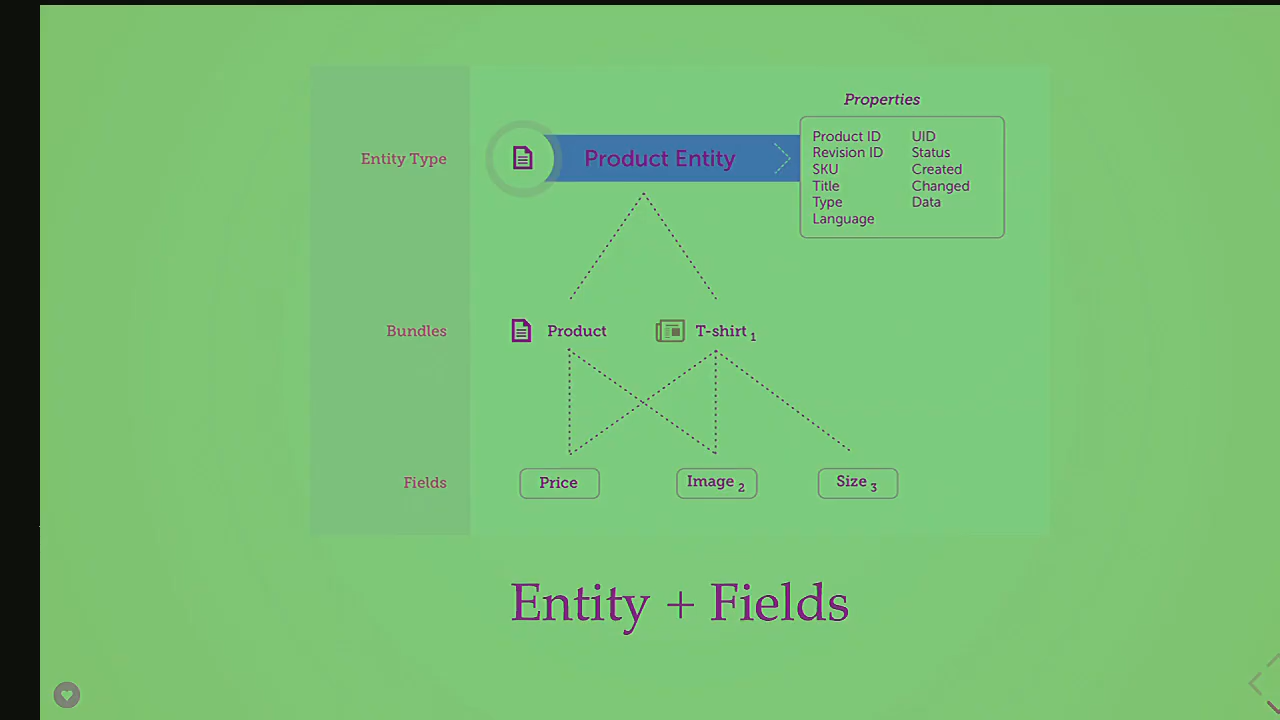 Properties
Entity Type
Product Entity
Product ID
Revision ID
SKU
Title
Type
Language
UID
Status
Created
Changed
Data
Bundles
Product
T-shirt 1
Fields
Price
Image 2
Size 3
Entity + Fields